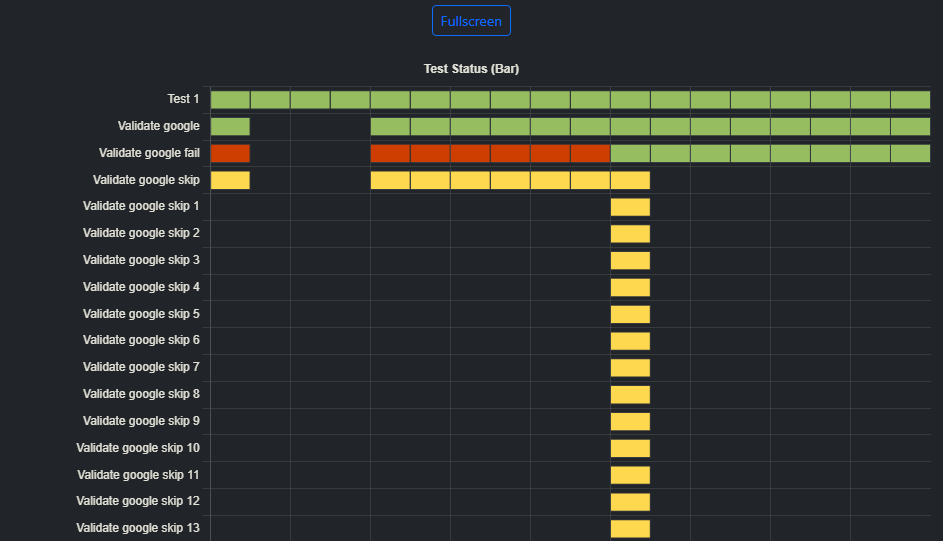 Fullscreen
Test Status (Bar)
Test 1
Validate google
Validate google fail
Validate google skip
Validate google skip 1
Validate google skip 2
Validate google skip 3
Validate google skip 4
Validate google skip 5
Validate google skip 6
Validate google skip 7
Validate google skip 8
Validate google skip 9
Validate google skip 10
Validate google skip 11
Validate google skip 12
Validate google skip 13